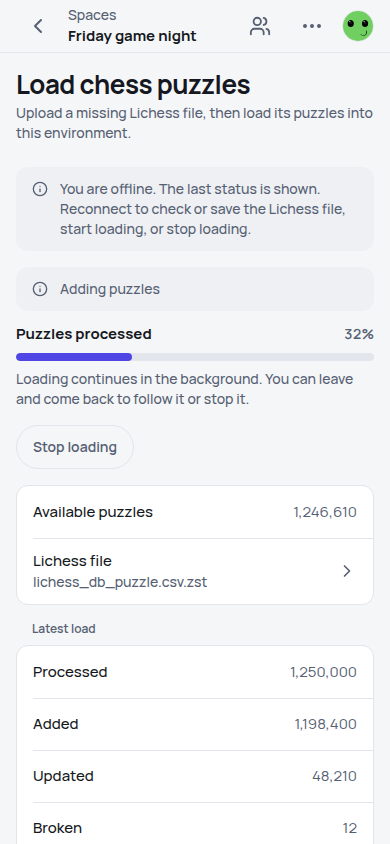 Spaces
Friday game night
Load chess puzzles
Upload a missing Lichess file, then load its puzzles into
this environment.
You are offline. The last status is shown.
Reconnect to check or save the Lichess file,
start loading, or stop loading.
Adding puzzles
Puzzles processed 32%
Loading continues in the background. You can leave
and come back to follow it or stop it.
Stop loading
Available puzzles 1,246,610
Lichess file
lichess_db_puzzle.csv.zst
Latest load
Processed 1,250,000
Added 1,198,400
Updated 48,210
Broken 12